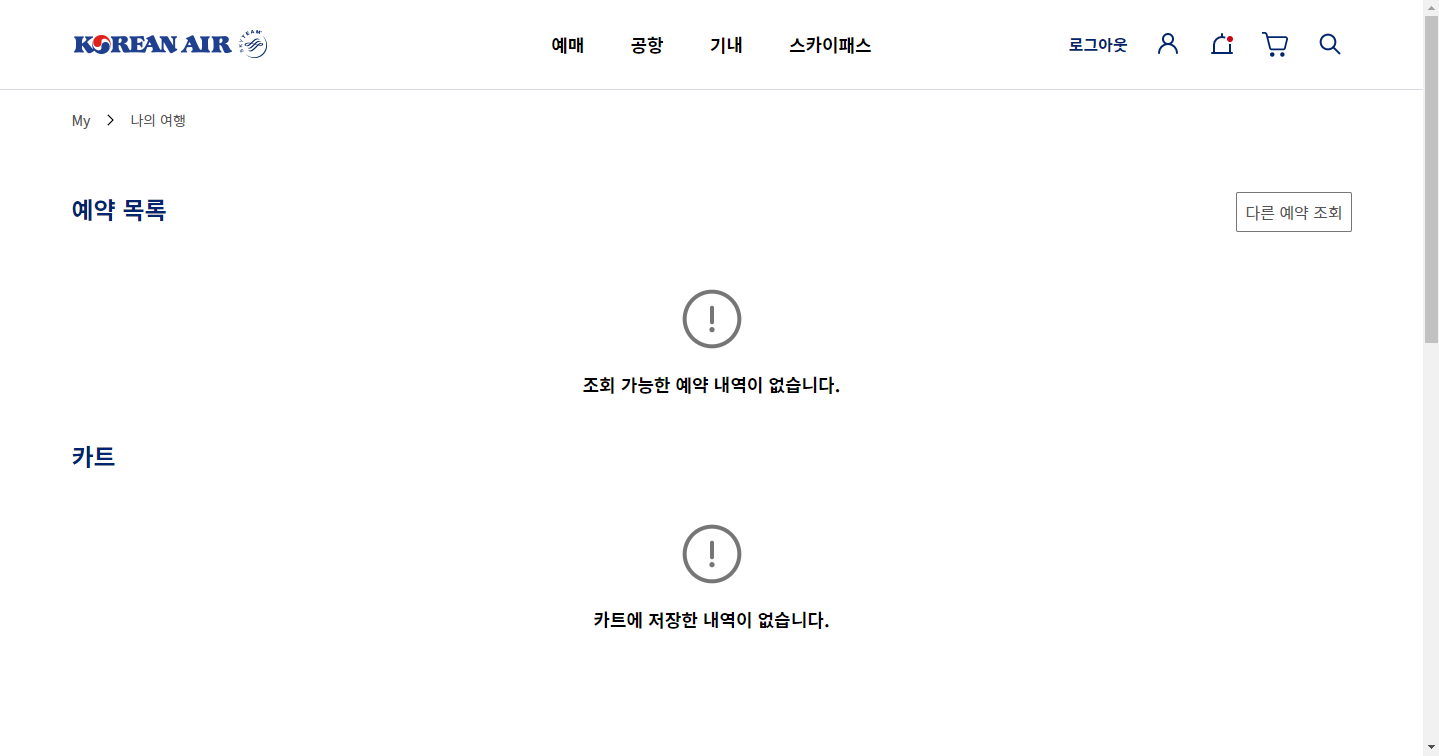 KOREAN AIR SKYTEAM
예매 공항 기내 스카이패스
로그아웃
My > 나의 여행
예약 목록
다른 예약 조회
조회 가능한 예약 내역이 없습니다.
카트
카트에 저장한 내역이 없습니다.